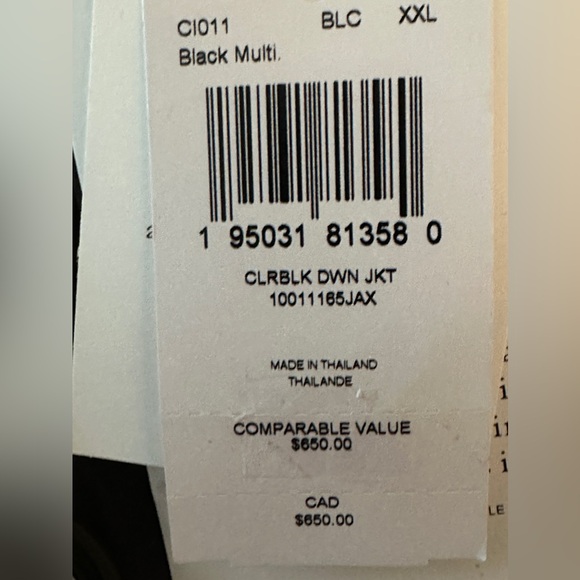 CI011 BLC XXL
Black Multi.
1 95031 81358 0
CLRBLK DWN JKT
10011165JAX
MADE IN THAILAND
THAILANDE
COMPARABLE VALUE
$650.00
CAD
$650.00
LE